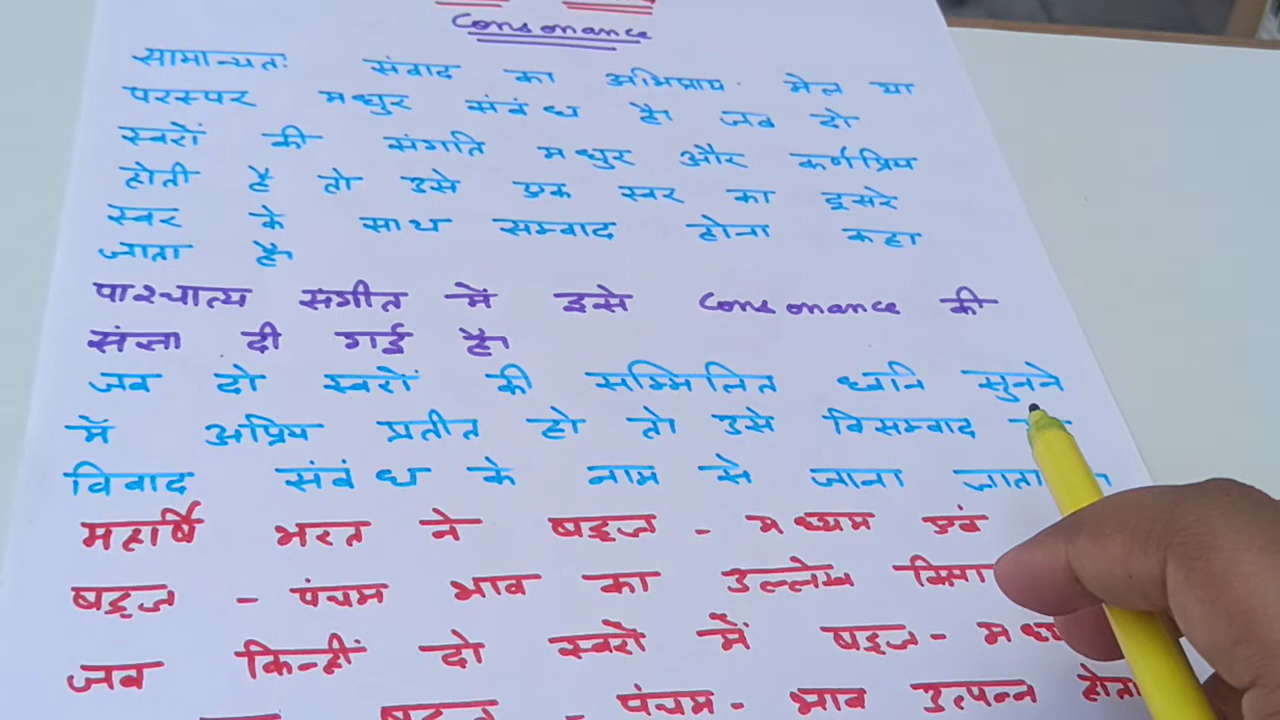 Consonance
सामान्यतः संवाद का अभिप्राय मेल या
परस्पर मधुर संबंध है। जब दो
स्वरों की संगति मधुर और कर्णप्रिय
होती है तो उसे एक स्वर का दूसरे
स्वर के साथ सम्वाद होना कहा
जाता है।
पाश्चात्य संगीत में इसे Consonance की
संज्ञा दी गई है।
जब दो स्वरों की सम्मिलित ध्वनि सुनने
में अप्रिय प्रतीत हो तो उसे विसम्वाद
विवाद संबंध के नाम से जाना जाता
महर्षि भरत ने षड्ज - मध्यम एवं
षड्ज - पंचम भाव का उल्लेख किया
जब किन्हीं दो स्वरों में षड्ज -
षड्ज - पंचम - भाव उत्पन्न होता